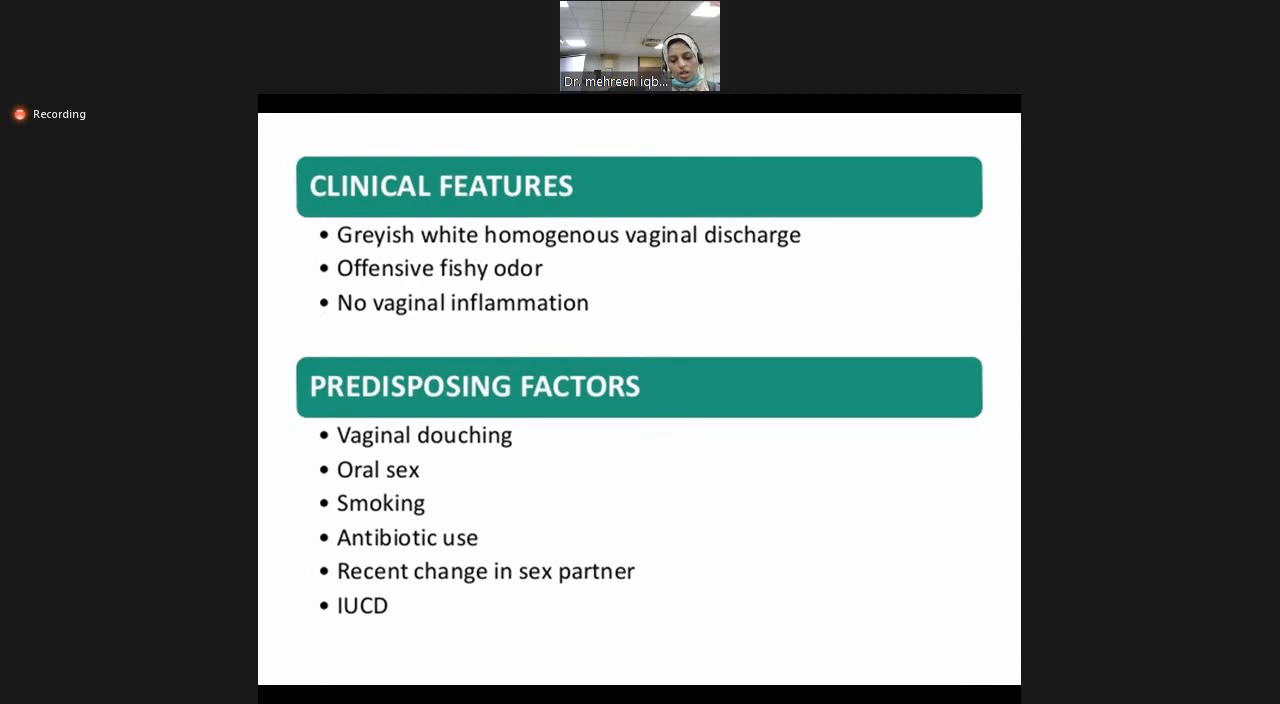 Dr. mehreen iqb...
Recording
CLINICAL FEATURES
• Greyish white homogenous vaginal discharge
• Offensive fishy odor
• No vaginal inflammation
PREDISPOSING FACTORS
• Vaginal douching
• Oral sex
• Smoking
• Antibiotic use
• Recent change in sex partner
• IUCD